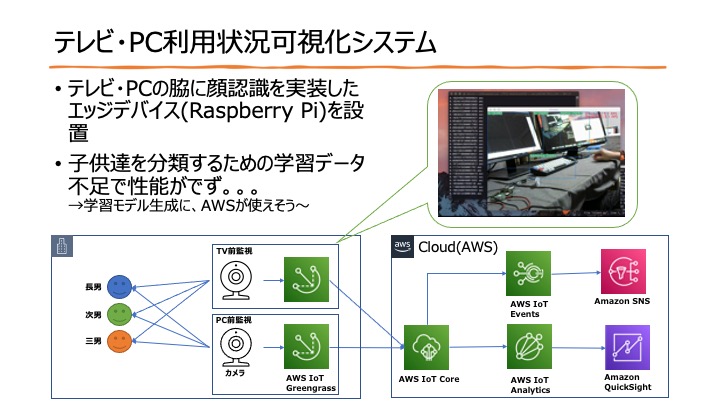 テレビ・PC利用状況可視化システム
• テレビ・PCの脇に顔認識を実装した
エッジデバイス(Raspberry Pi)を設
置
• 子供達を分類するための学習データ
不足で性能がでず。。。
→学習モデル生成に、AWSが使えそう～
TV前監視
長男
次男
三男
PC前監視
カメラ
AWS IoT
Greengrass
aws
Cloud(AWS)
AWS IoT
Events
Amazon SNS
AWS IoT Core
AWS IoT
Analytics
Amazon
QuickSight